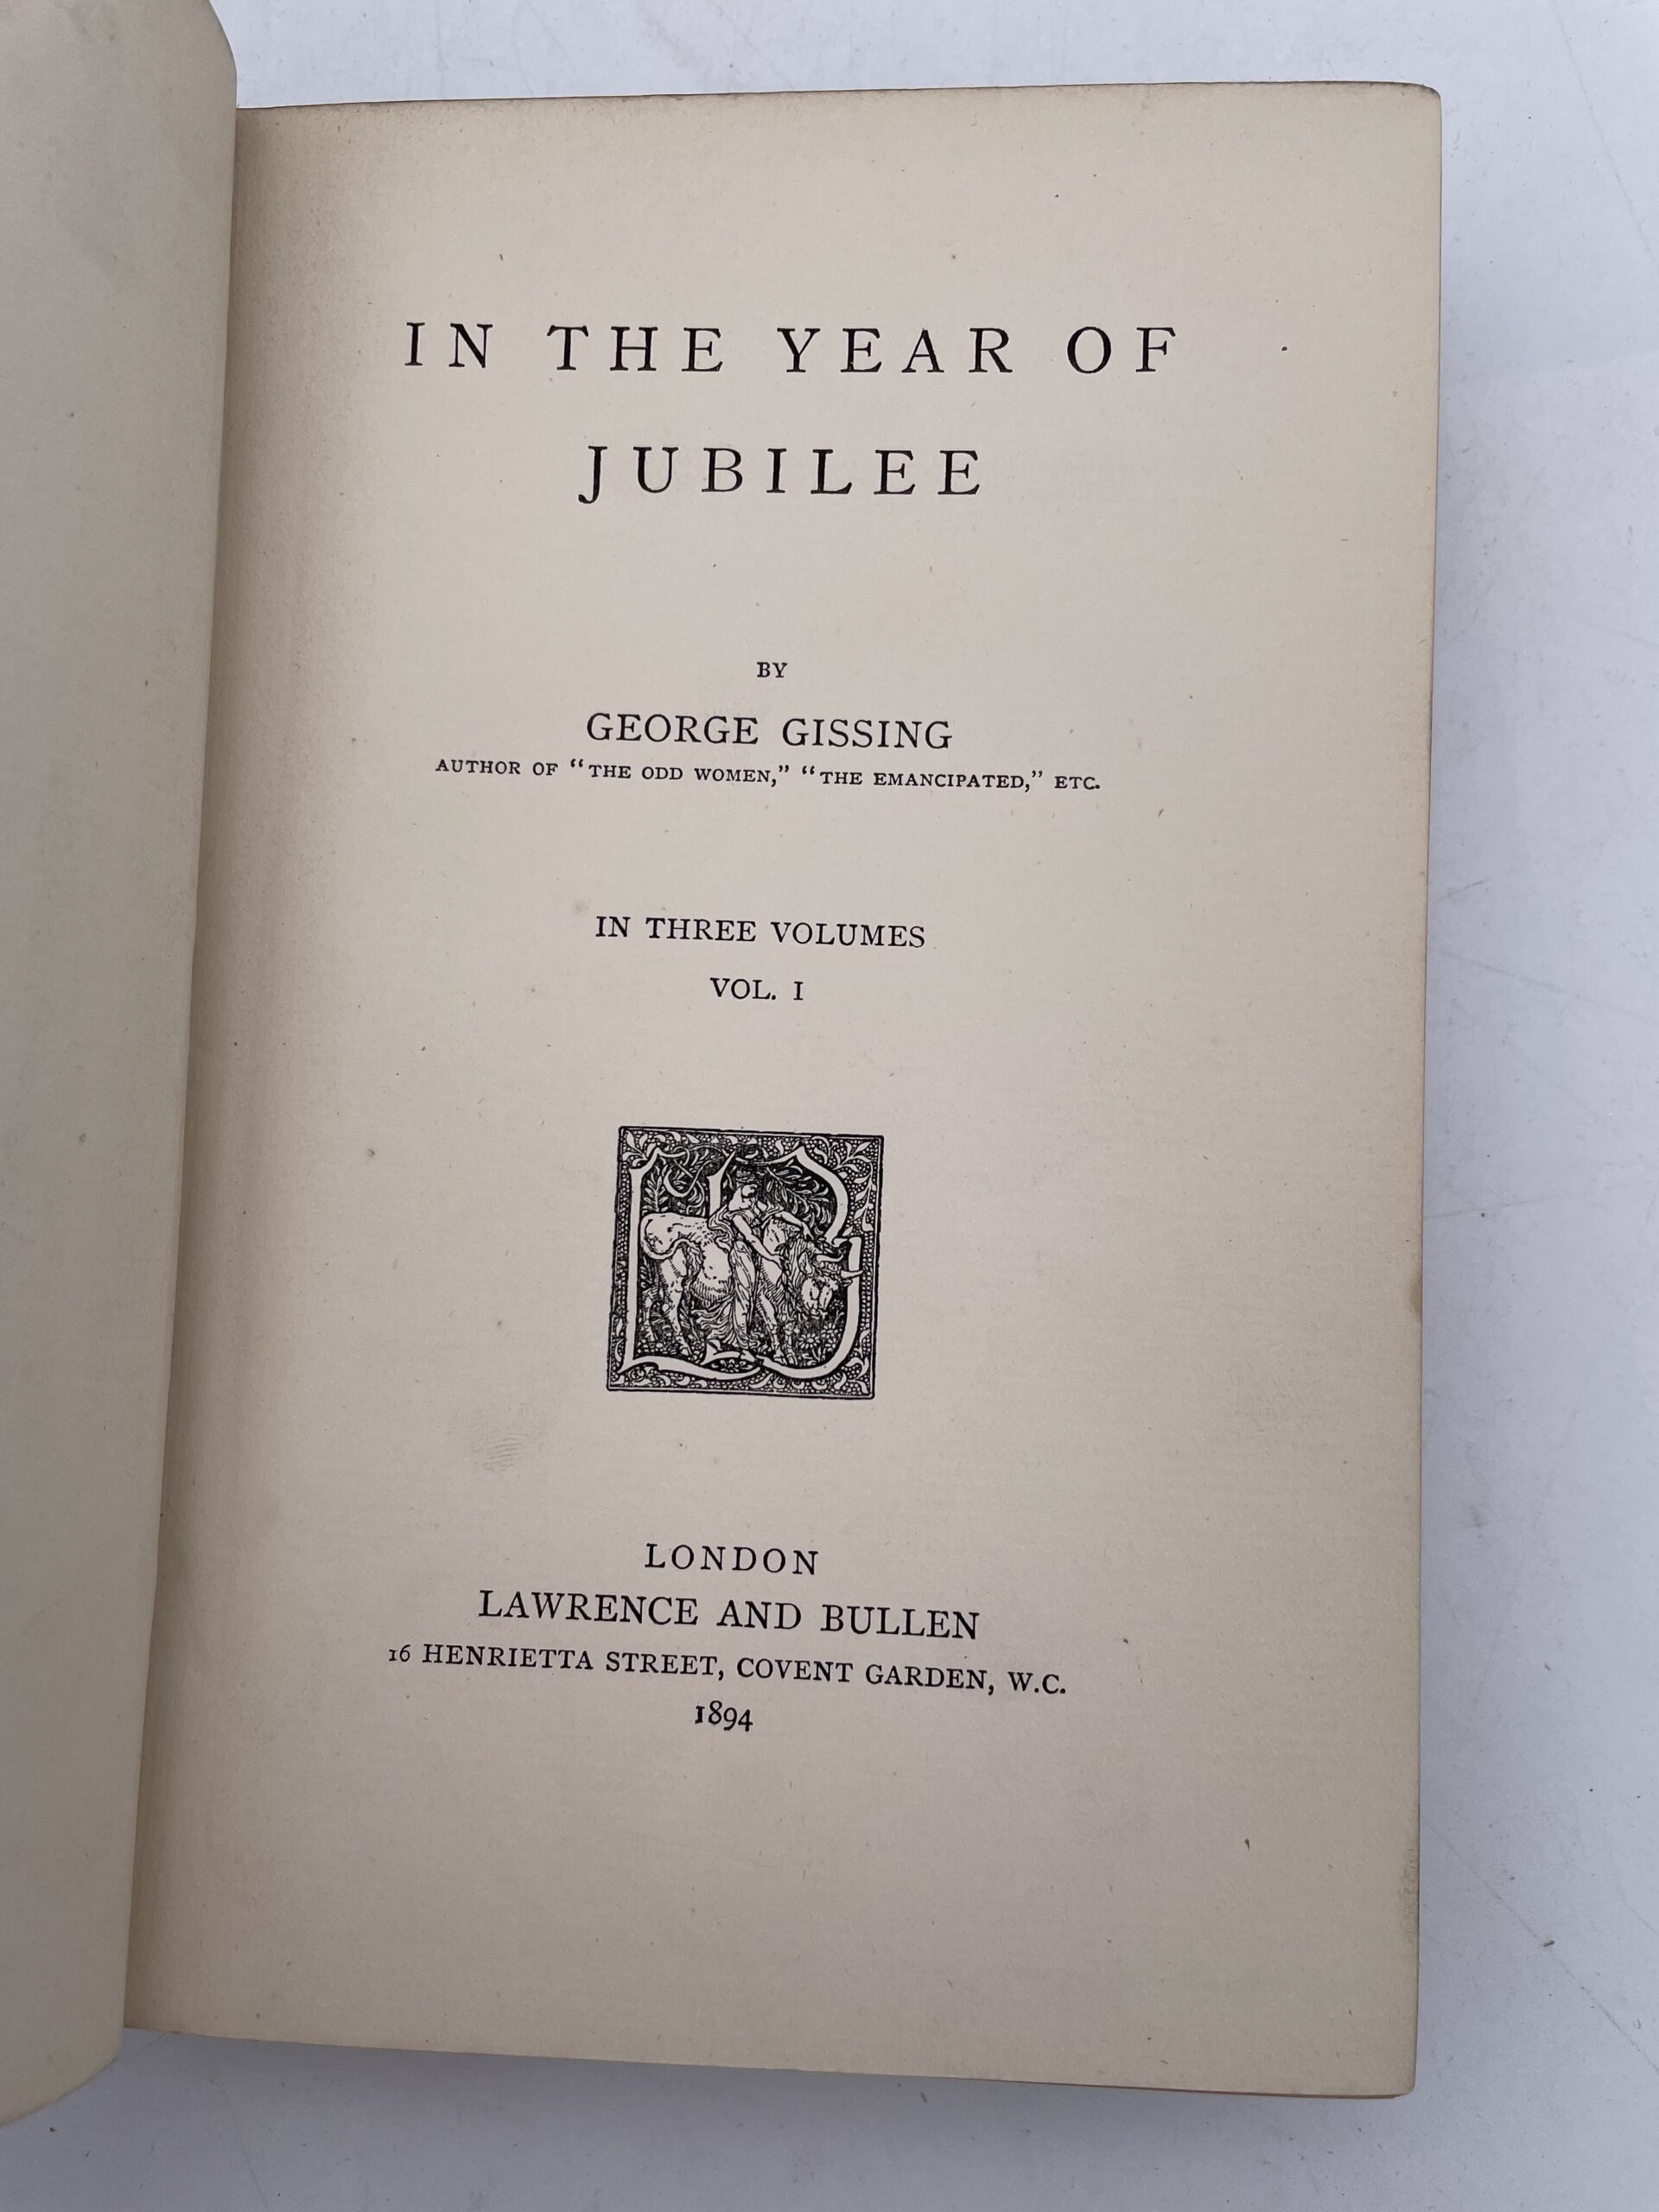 IN THE YEAR OF
JUBILEE
BY
GEORGE GISSING
AUTHOR OF “THE ODD WOMEN,” “THE EMANCIPATED,” ETC.
IN THREE VOLUMES
VOL. I
LB
LONDON
LAWRENCE AND BULLEN
16 HENRIETTA STREET, COVENT GARDEN, W.C.
1894